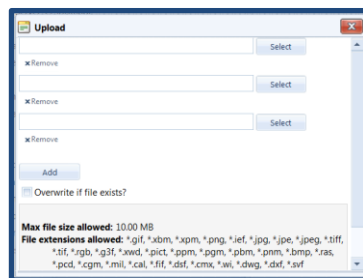 Upload
Select
Remove
Select
Remove
Select
Remove
Add
Overwrite if file exists?
Max file size allowed: 10.00 MB
File extensions allowed: *.gif, *.xbm, *.xpm, *.png, *.ief, *.jpg, *.jpe, *.jpeg, *.tiff,
*.tif, *.rgb, *.g3f, *.xwd, *.pict, *.ppm, *.pgm, *.pbm, *.pnm, *.bmp, *.ras,
*.pcd, *.cgm, *.mil, *.cal, *.fif, *.dsf, *.cmx, *.wi, *.dwg, *.dxf, *.svf